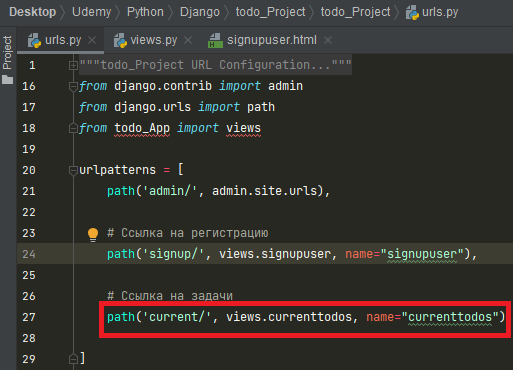 Desktop › Udemy › Python › Django › todo_Project › todo_Project › urls.py
Project
urls.py × views.py × signupuser.html ×
1 """todo_Project URL Configuration..."""
16 from django.contrib import admin
17 from django.urls import path
18 from todo_App import views
19
20 urlpatterns = [
21 path('admin/', admin.site.urls),
22
23 # Ссылка на регистрацию
24 path('signup/', views.signupuser, name="signupuser"),
25
26 # Ссылка на задачи
27 path('current/', views.currenttodos, name="currenttodos")
28
29 ]